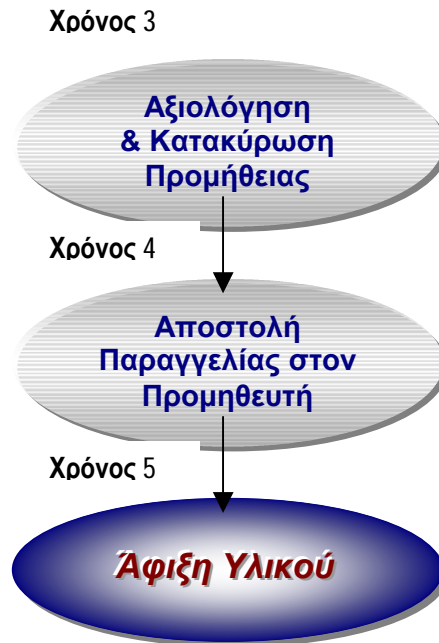 Χρόνος 3
Αξιολόγηση
& Κατακύρωση
Προμήθειας
Χρόνος 4
Αποστολή
Παραγγελίας στον
Προμηθευτή
Χρόνος 5
Άφιξη Υλικού